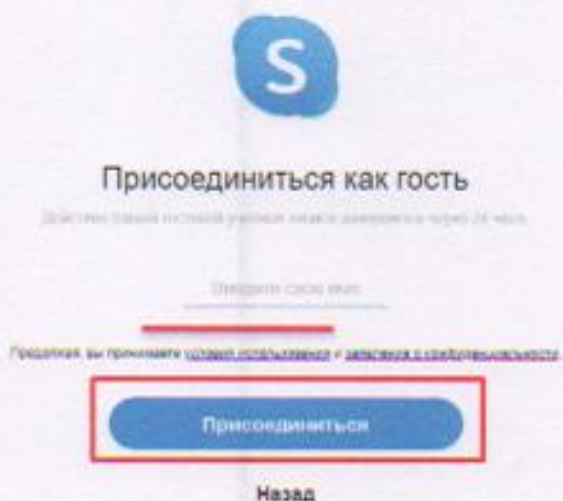 S
Присоединиться как гость
Действие вашей гостевой учетной записи завершится через 24 часа
Введите свое имя
Продолжая, вы принимаете условия использования и заявление о конфиденциальности
Присоединиться
Назад